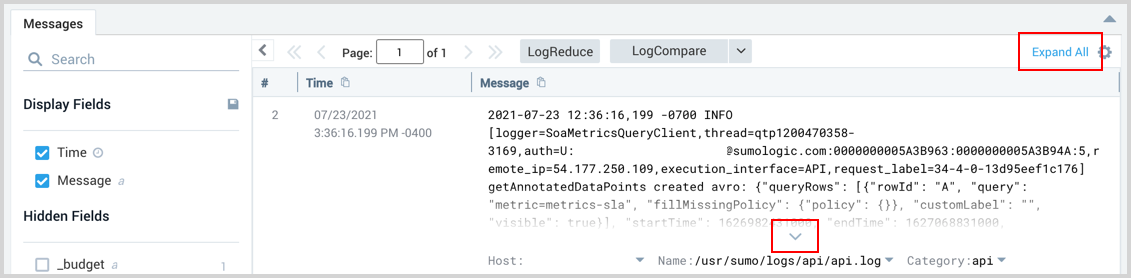 Messages
Search
Display Fields
Time
Message a
Hidden Fields
_budget a 1
Page: 1 of 1 LogReduce LogCompare Expand All
# Time Message
2 07/23/2021
3:36:16.199 PM -0400
2021-07-23 12:36:16,199 -0700 INFO
[logger=SoaMetricsQueryClient,thread=qtp1200470358-
3169,auth=U: @sumologic.com:0000000005A3B963:0000000005A3B94A:5,r
emote_ip=54.177.250.109,execution_interface=API,request_label=34-4-0-13d95eef1c176]
getAnnotatedDataPoints created avro: {"queryRows": [{"rowId": "A", "query":
"metric=metrics-sla", "fillMissingPolicy": {"policy": {}}, "customLabel": "",
"visible": true}], "startTime": 1626982431000, "endTime": 1627068831000,
Host: Name:/usr/sumo/logs/api/api.log Category:api